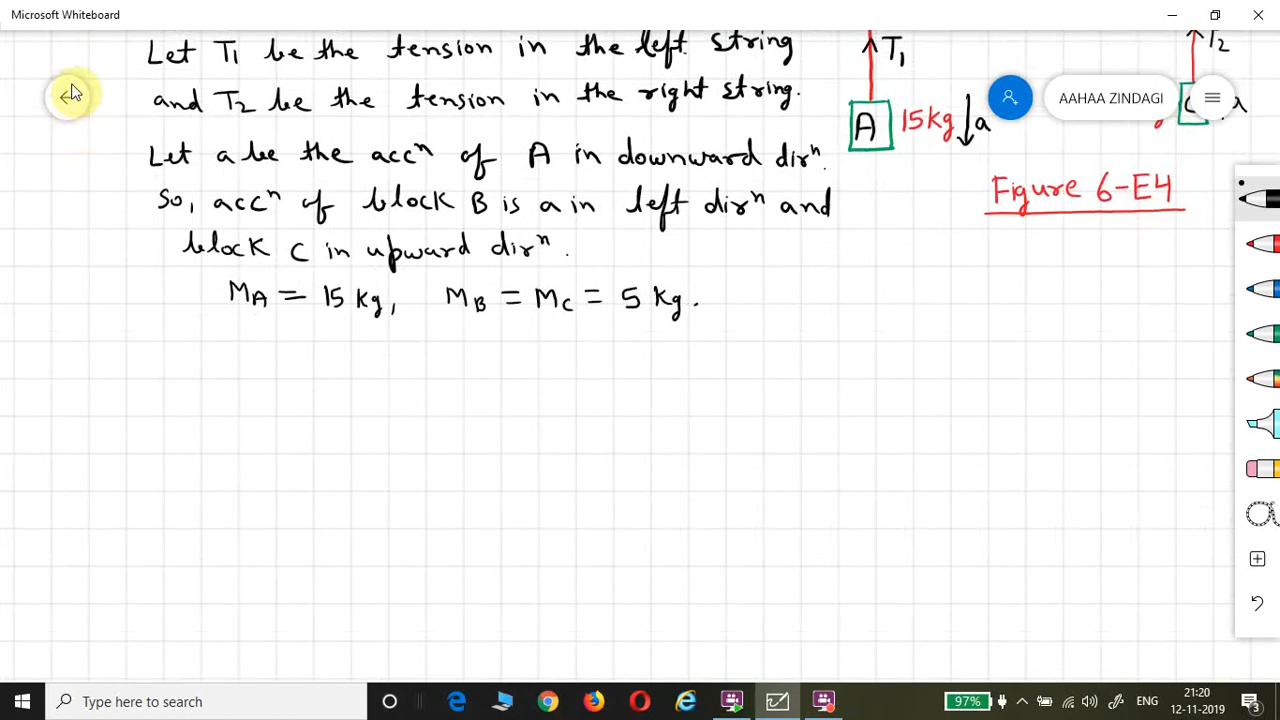 Microsoft Whiteboard
Let T1 be the tension in the left string
and T2 be the tension in the right string.
Let a be the accn of A in downward dirn.
So, accn of block B is a in left dirn and
block C in upward dirn.
MA = 15 kg, MB = MC = 5 kg.
T1
T2
AAHAA ZINDAGI
A 15kg a
a
Figure 6-E4
Type here to search
97%
ENG
21:20
12-11-2019
3